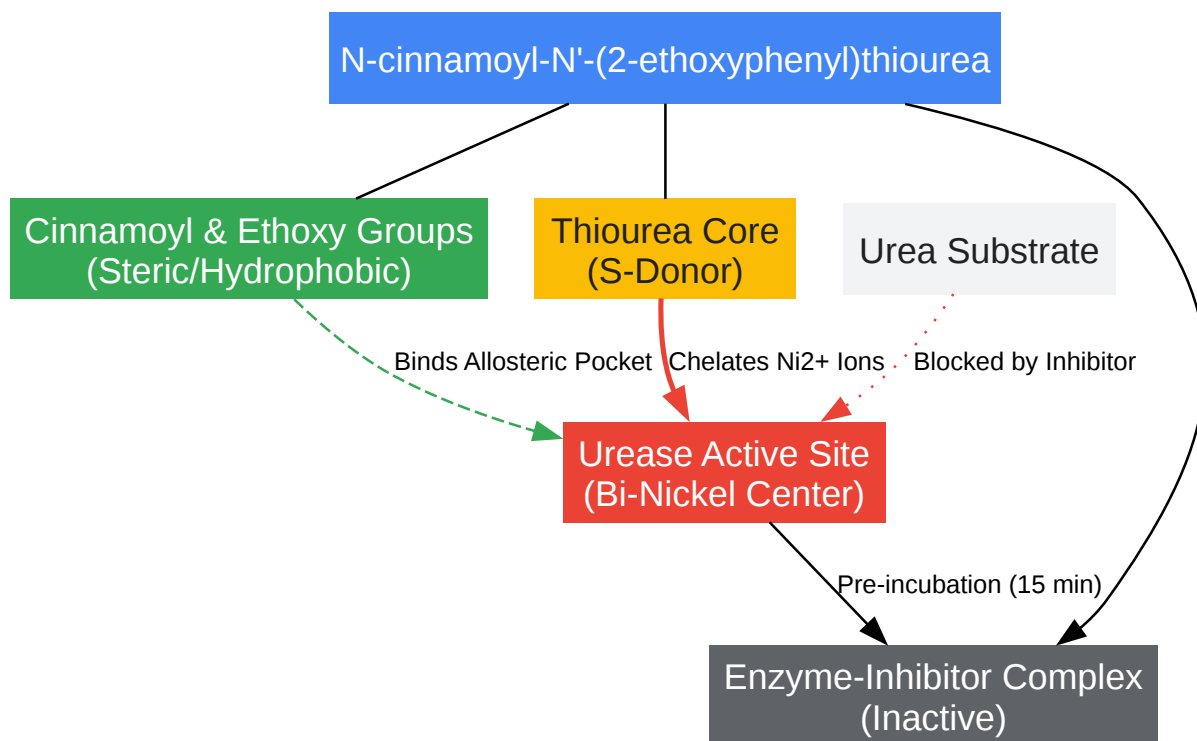 N-cinnamoyl-N'-(2-ethoxyphenyl)thiourea
Cinnamoyl & Ethoxy Groups
(Steric/Hydrophobic)
Thiourea Core
(S-Donor)
Urea Substrate
Binds Allosteric Pocket
Chelates Ni2+ Ions
Blocked by Inhibitor
Urease Active Site
(Bi-Nickel Center)
Pre-incubation (15 min)
Enzyme-Inhibitor Complex
(Inactive)